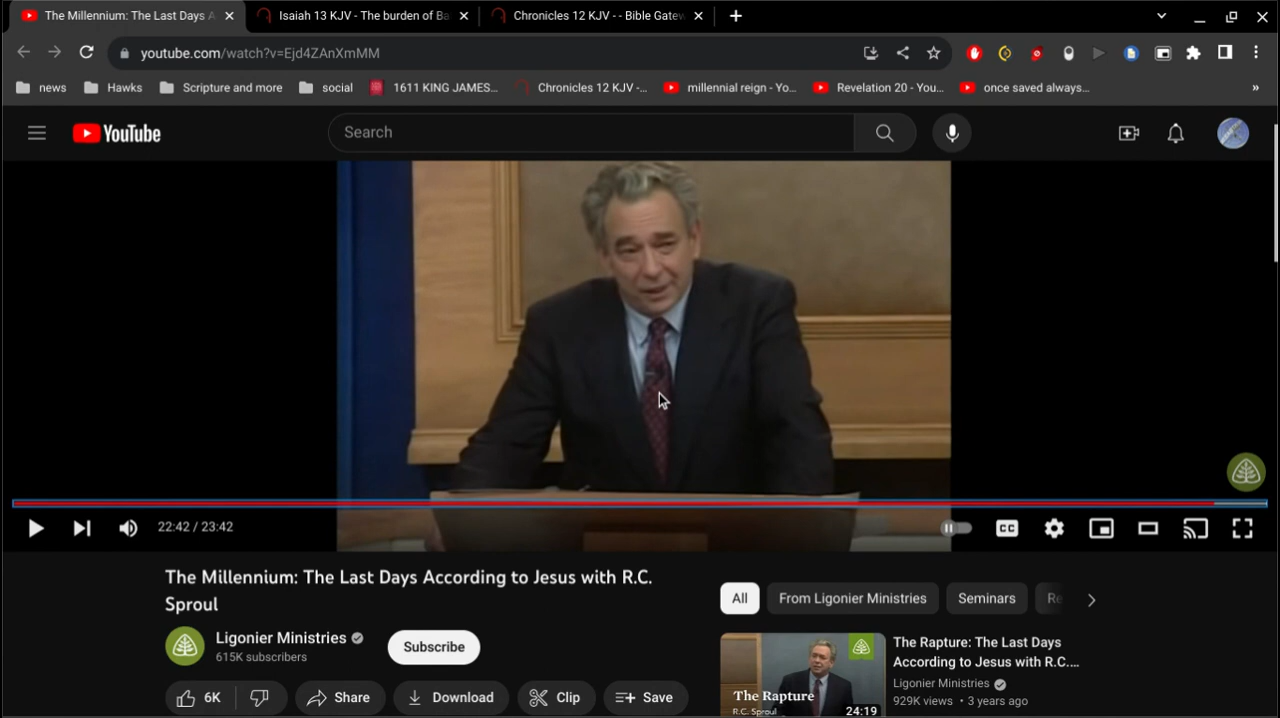 The Millennium: The Last Days A
Isaiah 13 KJV - The burden of Ba
Chronicles 12 KJV - - Bible Gatew
youtube.com/watch?v=Ejd4ZAnXmMM
news
Hawks
Scripture and more
social
1611 KING JAMES...
Chronicles 12 KJV -...
millennial reign - Yo...
Revelation 20 - You...
once saved always...
»
YouTube
Search
22:42 / 23:42
CC
The Millennium: The Last Days According to Jesus with R.C.
Sproul
Ligonier Ministries
615K subscribers
Subscribe
6K
Share
Download
Clip
Save
All
From Ligonier Ministries
Seminars
Re
The Rapture
R.C. Sproul
24:19
The Rapture: The Last Days
According to Jesus with R.C....
Ligonier Ministries
929K views • 3 years ago